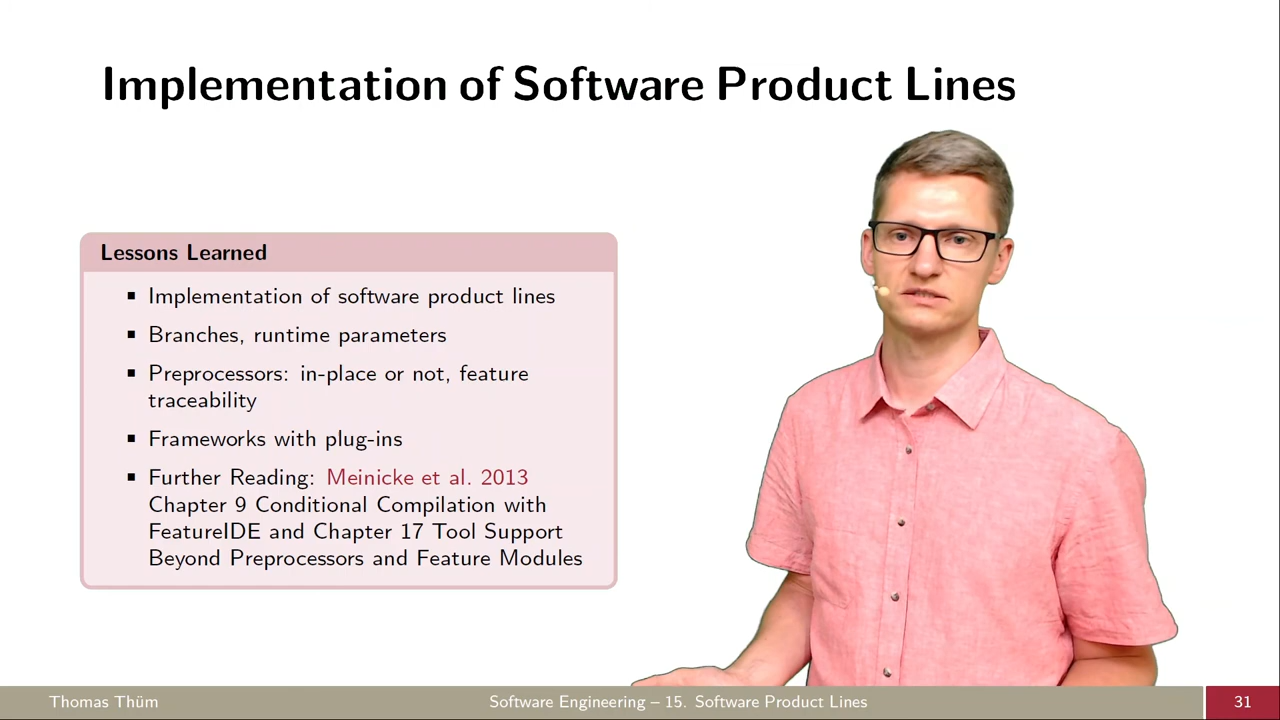 Implementation of Software Product Lines
Lessons Learned
▪ Implementation of software product lines
▪ Branches, runtime parameters
▪ Preprocessors: in-place or not, feature
traceability
▪ Frameworks with plug-ins
▪ Further Reading: Meinicke et al. 2013
Chapter 9 Conditional Compilation with
FeatureIDE and Chapter 17 Tool Support
Beyond Preprocessors and Feature Modules
Thomas Thüm
Software Engineering – 15. Software Product Lines
31